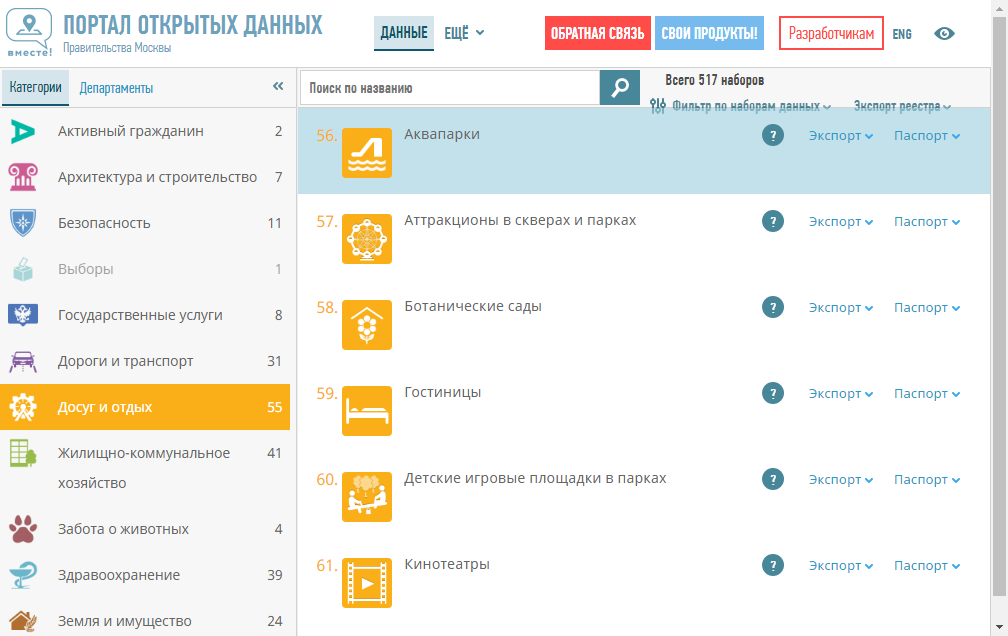 вместе!
ПОРТАЛ ОТКРЫТЫХ ДАННЫХ
Правительства Москвы
ДАННЫЕ
ЕЩЁ
ОБРАТНАЯ СВЯЗЬ
СВОИ ПРОДУКТЫ!
Разработчикам
ENG
Категории
Департаменты
«
Поиск по названию
Всего 517 наборов
Фильтр по наборам данных
Экспорт реестра
Активный гражданин 2
Архитектура и строительство 7
Безопасность 11
Выборы 1
Государственные услуги 8
Дороги и транспорт 31
Досуг и отдых 55
Жилищно-коммунальное 41
хозяйство
Забота о животных 4
Здравоохранение 39
Земля и имущество 24
56. Аквапарки ? Экспорт Паспорт
57. Аттракционы в скверах и парках ? Экспорт Паспорт
58. Ботанические сады ? Экспорт Паспорт
59. Гостиницы ? Экспорт Паспорт
60. Детские игровые площадки в парках ? Экспорт Паспорт
61. Кинотеатры ? Экспорт Паспорт